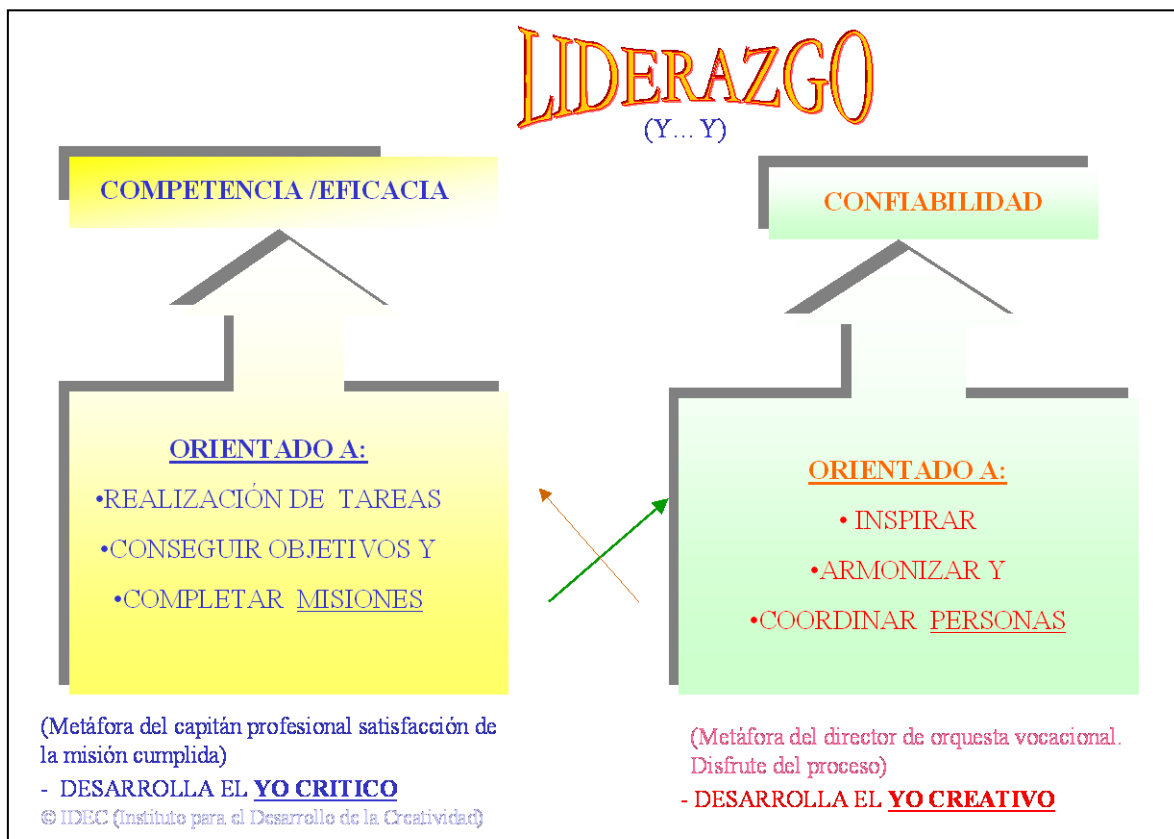 LIDERAZGO
(Y... Y)
COMPETENCIA /EFICACIA
ORIENTADO A:
•REALIZACIÓN DE TAREAS
•CONSEGUIR OBJETIVOS Y
•COMPLETAR MISIONES
(Metáfora del capitán profesional satisfacción de
la misión cumplida)
- DESARROLLA EL YO CRITICO
© IDEC (Instituto para el Desarrollo de la Creatividad)
CONFIABILIDAD
ORIENTADO A:
• INSPIRAR
•ARMONIZAR Y
•COORDINAR PERSONAS
(Metáfora del director de orquesta vocacional.
Disfrute del proceso)
- DESARROLLA EL YO CREATIVO